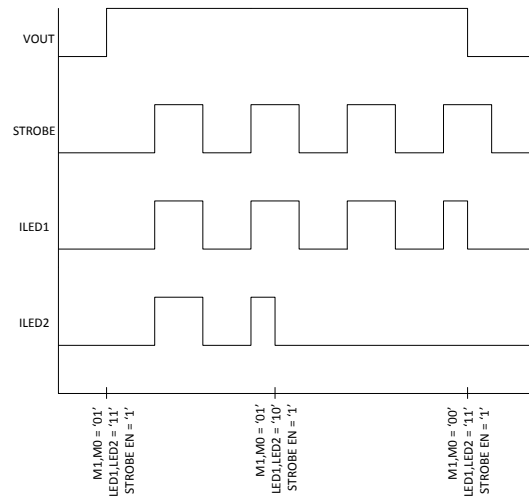 VOUT
STROBE
ILED1
ILED2
M1,M0 = ‘01’
LED1,LED2 = ‘11’
STROBE EN = ‘1’
M1,M0 = ‘01’
LED1,LED2 = ‘10’
STROBE EN = ‘1’
M1,M0 = ‘00’
LED1,LED2 = ‘11’
STROBE EN = ‘1’